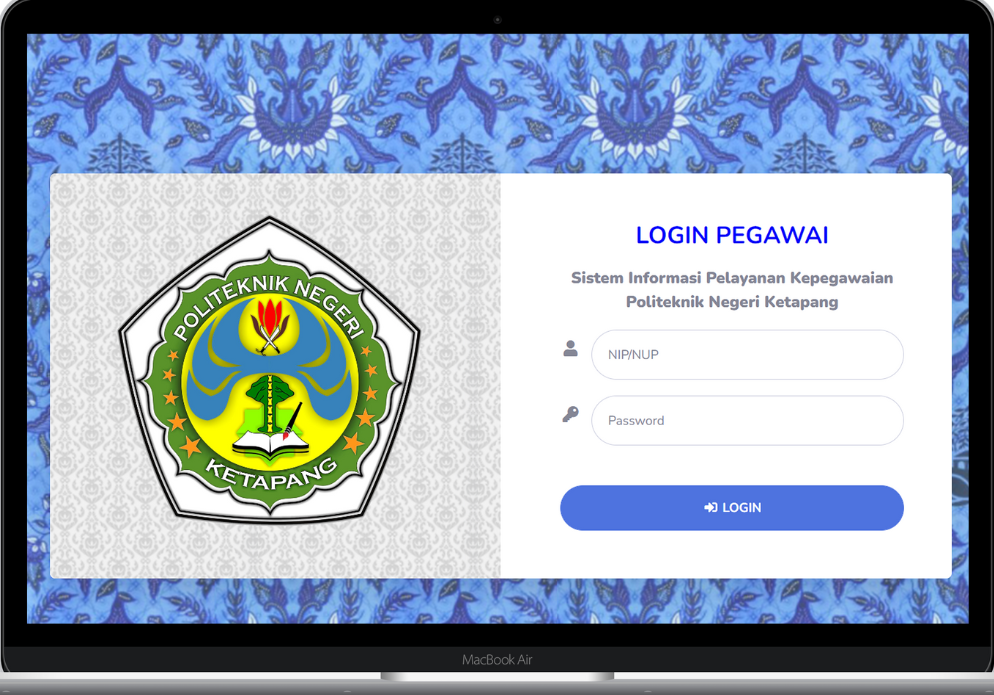 POLITEKNIK NEGERI
KETAPANG
LOGIN PEGAWAI
Sistem Informasi Pelayanan Kepegawaian
Politeknik Negeri Ketapang
NIP/NUP
Password
LOGIN
MacBook Air